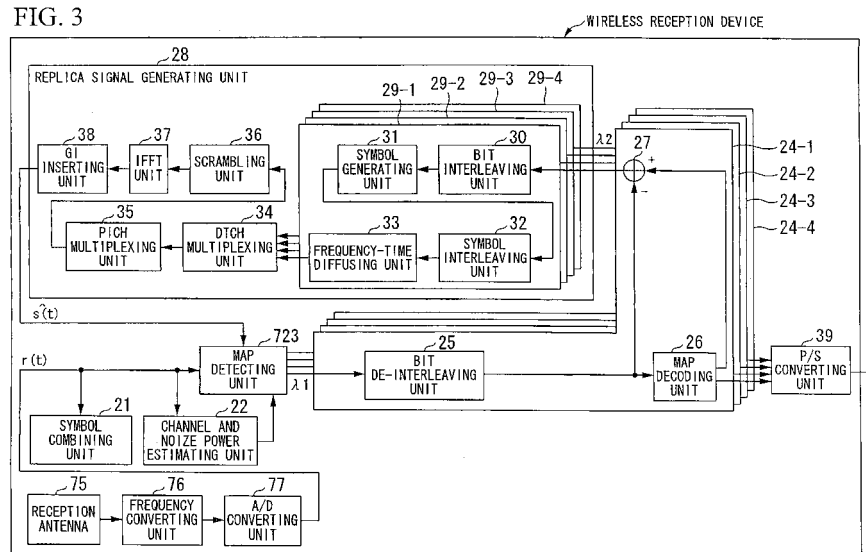 FIG. 3
WIRELESS RECEPTION DEVICE
28
REPLICA SIGNAL GENERATING UNIT
29-4
29-3
29-2
29-1
38
GI
INSERTING
UNIT
37
IFFT
UNIT
36
SCRAMBLING
UNIT
31
SYMBOL
GENERATING
UNIT
30
BIT
INTERLEAVING
UNIT
λ2
27
+
−
24-1
24-2
24-3
24-4
35
PICH
MULTIPLEXING
UNIT
34
DTCH
MULTIPLEXING
UNIT
33
FREQUENCY-TIME
DIFFUSING UNIT
32
SYMBOL
INTERLEAVING
UNIT
ŝ(t)
r(t)
723
MAP
DETECTING
UNIT
λ1
25
BIT
DE-INTERLEAVING
UNIT
26
MAP
DECODING
UNIT
39
P/S
CONVERTING
UNIT
21
SYMBOL
COMBINING
UNIT
22
CHANNEL AND
NOIZE POWER
ESTIMATING UNIT
75
RECEPTION
ANTENNA
76
FREQUENCY
CONVERTING
UNIT
77
A/D
CONVERTING
UNIT